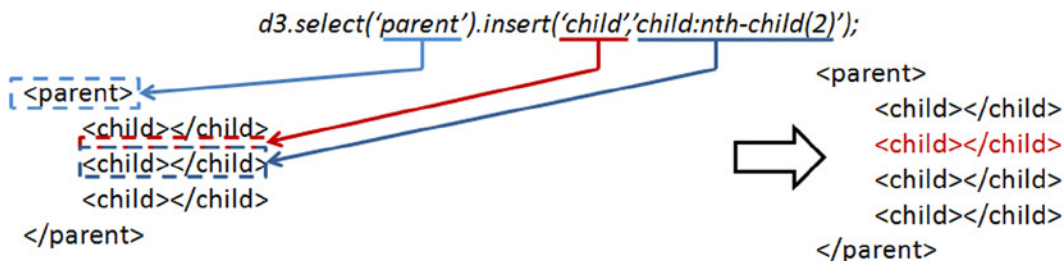 d3.select(‘parent’).insert(‘child’,’child:nth-child(2)’);
<parent>
<child></child>
<child></child>
<child></child>
</parent>
<parent>
<child></child>
<child></child>
<child></child>
<child></child>
</parent>